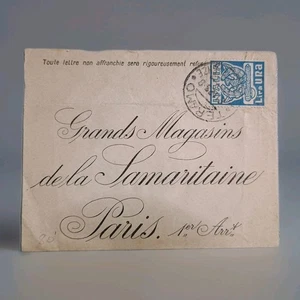 Toute lettre non affranchie sera rigoureusement refusée
Grands Magasins
de la Samaritaine
Paris. 1er Arrt